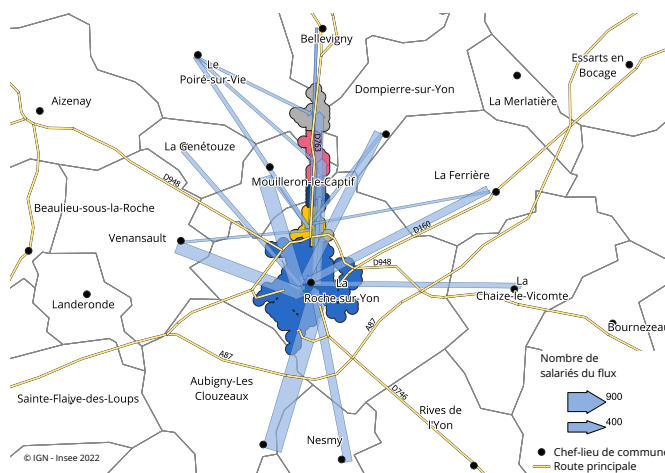 Bellevigny
Le
Poiré-sur-Vie
Essarts en
Bocage
Dompierre-sur-Yon
La Merlatière
Aizenay
D763
La Genétouze
D948
Mouilleron-le-Captif
La Ferrière
Beaulieu-sous-la-Roche
Venansault
D160
D948
La
Roche-sur-Yon
La
Chaize-le-Vicomte
Landeronde
A87
Bournezeau
A87
Nombre de
salariés du flux
900
400
Aubigny-Les
Clouzeaux
D746
Sainte-Flaive-des-Loups
Rives de
l'Yon
Nesmy
© IGN - Insee 2022
Chef-lieu de commune
Route principale